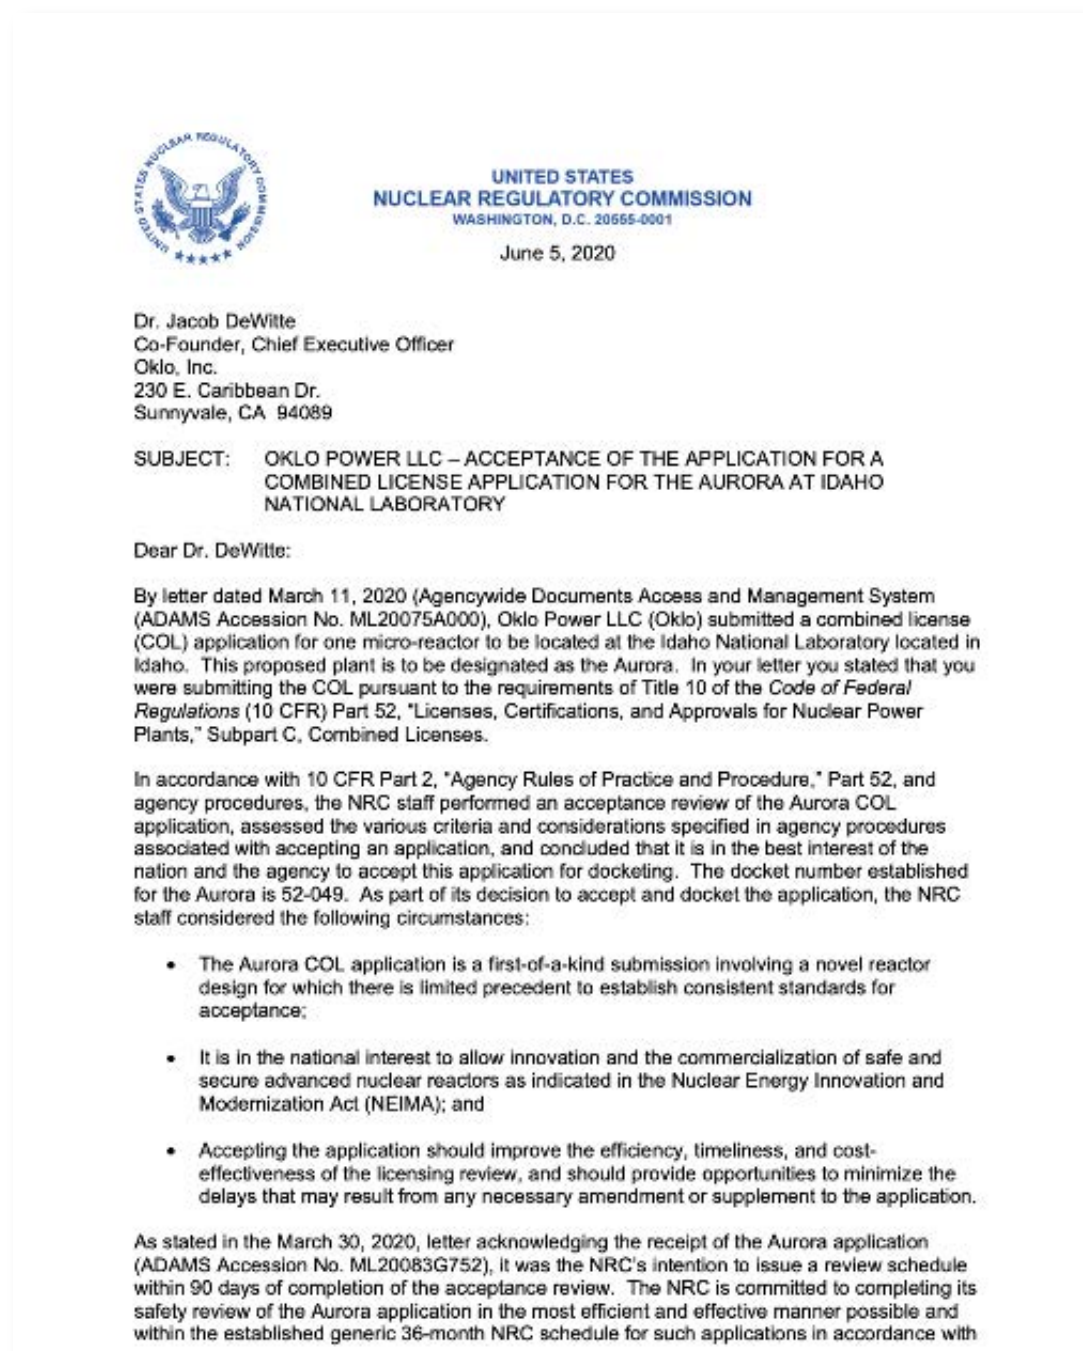 UNITED STATES NUCLEAR REGULATORY COMMISSION
UNITED STATES
NUCLEAR REGULATORY COMMISSION
WASHINGTON, D.C. 20555-0001
June 5, 2020
Dr. Jacob DeWitte
Co-Founder, Chief Executive Officer
Oklo, Inc.
230 E. Caribbean Dr.
Sunnyvale, CA 94089
SUBJECT: OKLO POWER LLC – ACCEPTANCE OF THE APPLICATION FOR A
COMBINED LICENSE APPLICATION FOR THE AURORA AT IDAHO
NATIONAL LABORATORY
Dear Dr. DeWitte:
By letter dated March 11, 2020 (Agencywide Documents Access and Management System
(ADAMS Accession No. ML20075A000), Oklo Power LLC (Oklo) submitted a combined license
(COL) application for one micro-reactor to be located at the Idaho National Laboratory located in
Idaho. This proposed plant is to be designated as the Aurora. In your letter you stated that you
were submitting the COL pursuant to the requirements of Title 10 of the Code of Federal
Regulations (10 CFR) Part 52, "Licenses, Certifications, and Approvals for Nuclear Power
Plants," Subpart C, Combined Licenses.
In accordance with 10 CFR Part 2, "Agency Rules of Practice and Procedure," Part 52, and
agency procedures, the NRC staff performed an acceptance review of the Aurora COL
application, assessed the various criteria and considerations specified in agency procedures
associated with accepting an application, and concluded that it is in the best interest of the
nation and the agency to accept this application for docketing. The docket number established
for the Aurora is 52-049. As part of its decision to accept and docket the application, the NRC
staff considered the following circumstances:
• The Aurora COL application is a first-of-a-kind submission involving a novel reactor
design for which there is limited precedent to establish consistent standards for
acceptance;
• It is in the national interest to allow innovation and the commercialization of safe and
secure advanced nuclear reactors as indicated in the Nuclear Energy Innovation and
Modernization Act (NEIMA); and
• Accepting the application should improve the efficiency, timeliness, and cost-
effectiveness of the licensing review, and should provide opportunities to minimize the
delays that may result from any necessary amendment or supplement to the application.
As stated in the March 30, 2020, letter acknowledging the receipt of the Aurora application
(ADAMS Accession No. ML20083G752), it was the NRC's intention to issue a review schedule
within 90 days of completion of the acceptance review. The NRC is committed to completing its
safety review of the Aurora application in the most efficient and effective manner possible and
within the established generic 36-month NRC schedule for such applications in accordance with